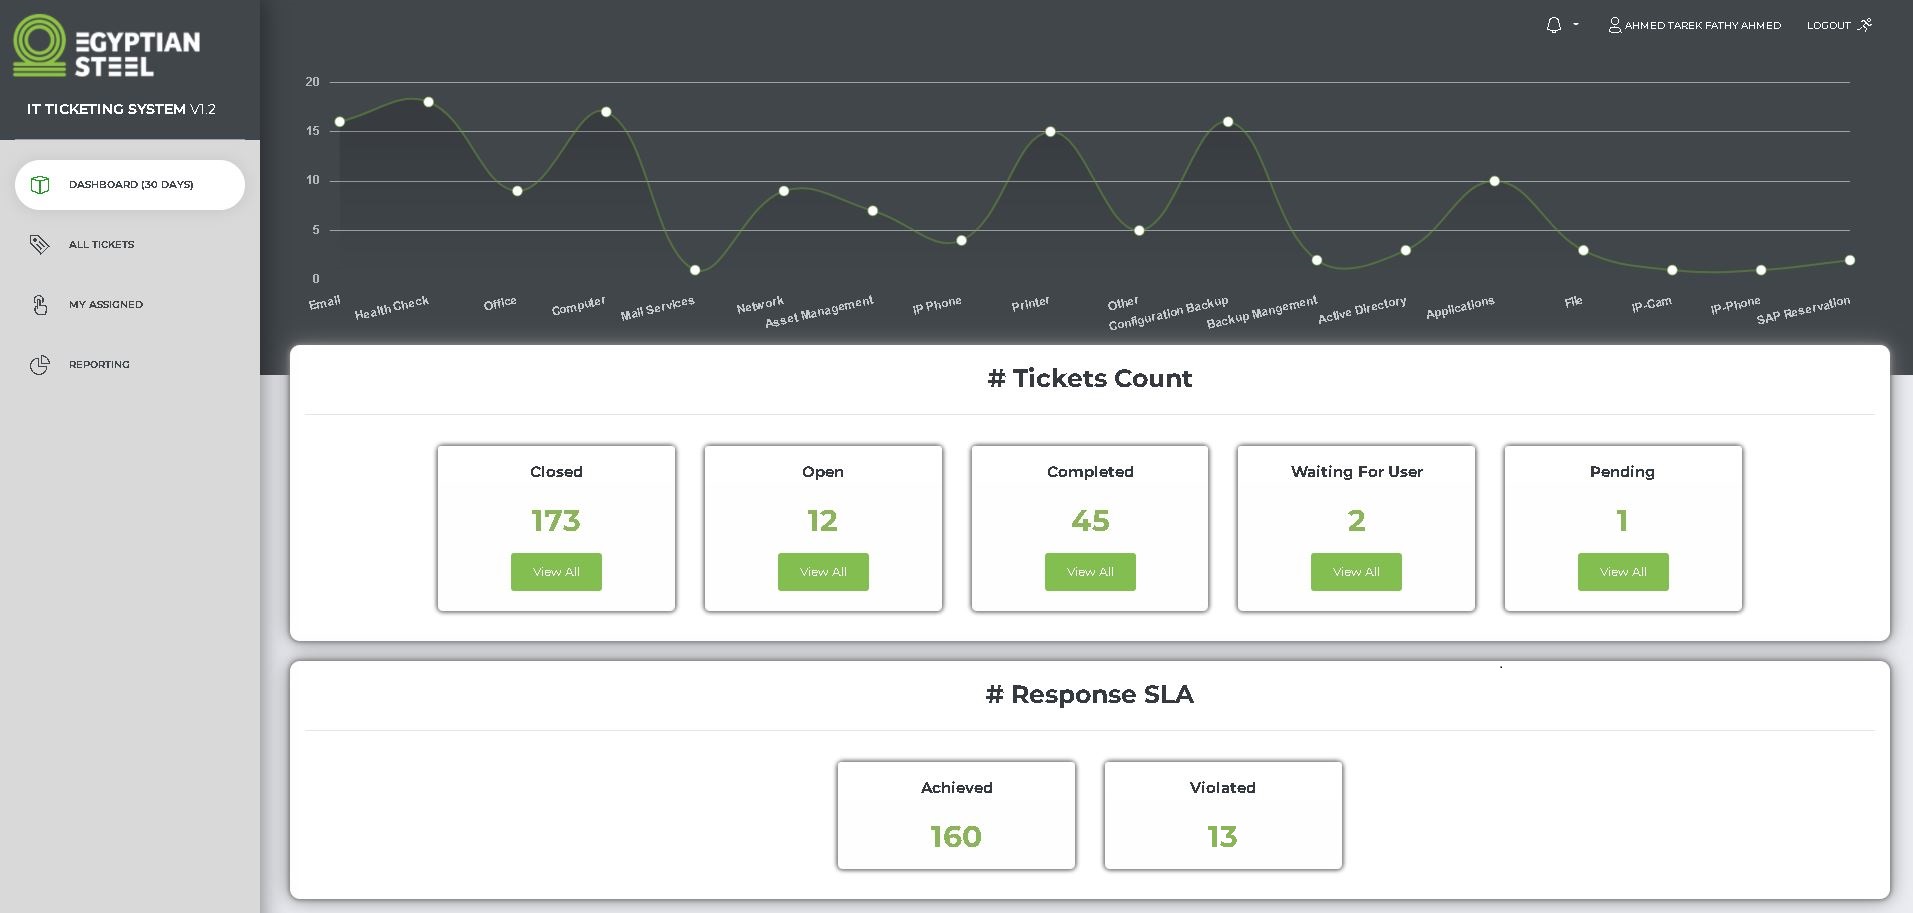 EGYPTIAN
STEEL
IT TICKETING SYSTEM V1.2
DASHBOARD (30 DAYS)
ALL TICKETS
MY ASSIGNED
REPORTING
AHMED TAREK FATHY AHMED
LOGOUT
20
15
10
5
0
Email
Health Check
Office
Computer
Mail Services
Network
Asset Management
IP Phone
Printer
Other
Configuration Backup
Backup Mangement
Active Directory
Applications
File
IP-Cam
IP-Phone
SAP Reservation
# Tickets Count
Closed
173
View All
Open
12
View All
Completed
45
View All
Waiting For User
2
View All
Pending
1
View All
# Response SLA
Achieved
160
Violated
13